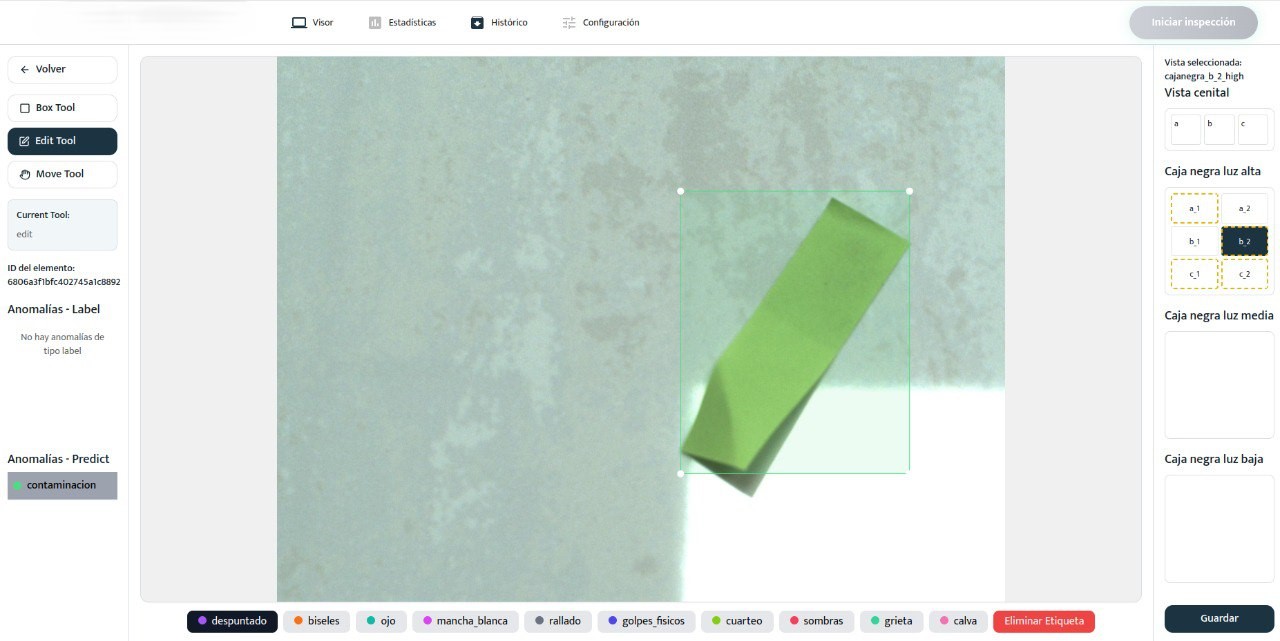 Visor
Estadísticas
Histórico
Configuración
Iniciar inspección
Volver
Box Tool
Edit Tool
Move Tool
Current Tool:
edit
ID del elemento:
6806a3f1bfc402745a1c8892
Anomalías - Label
No hay anomalías de
tipo label
Anomalías - Predict
contaminacion
Vista seleccionada:
cajanegra_b_2_high
Vista cenital
a b c
Caja negra luz alta
a_1 a_2
b_1 b_2
c_1 c_2
Caja negra luz media
Caja negra luz baja
Guardar
despuntado
biseles
ojo
mancha_blanca
rallado
golpes_fisicos
cuarteo
sombras
grieta
calva
Eliminar Etiqueta